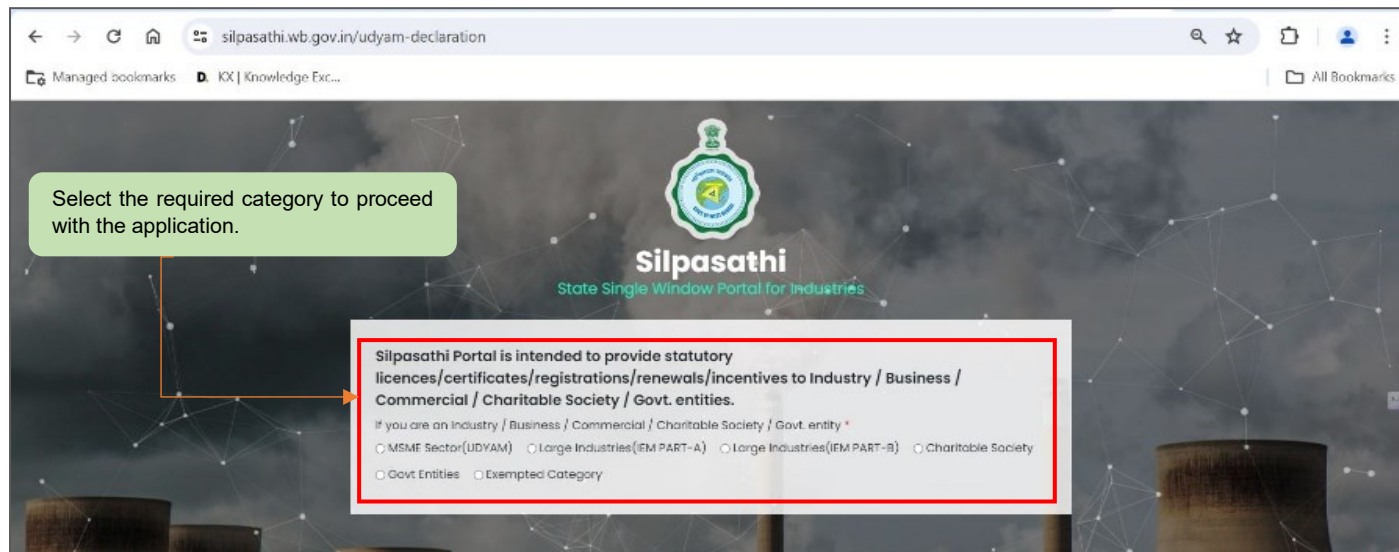 silpasathi.wb.gov.in/udyam-declaration
Managed bookmarks D. KX | Knowledge Exc... All Bookmarks
Select the required category to proceed
with the application.
Silpasathi
State Single Window Portal for Industries
Silpasathi Portal is intended to provide statutory
licences/certificates/registrations/renewals/incentives to Industry / Business /
Commercial / Charitable Society / Govt. entities.
If you are an Industry / Business / Commercial / Charitable Society / Govt. entity *
MSME Sector(UDYAM) Large Industries(IEM PART-A) Large Industries(IEM PART-B) Charitable Society
Govt Entities Exempted Category